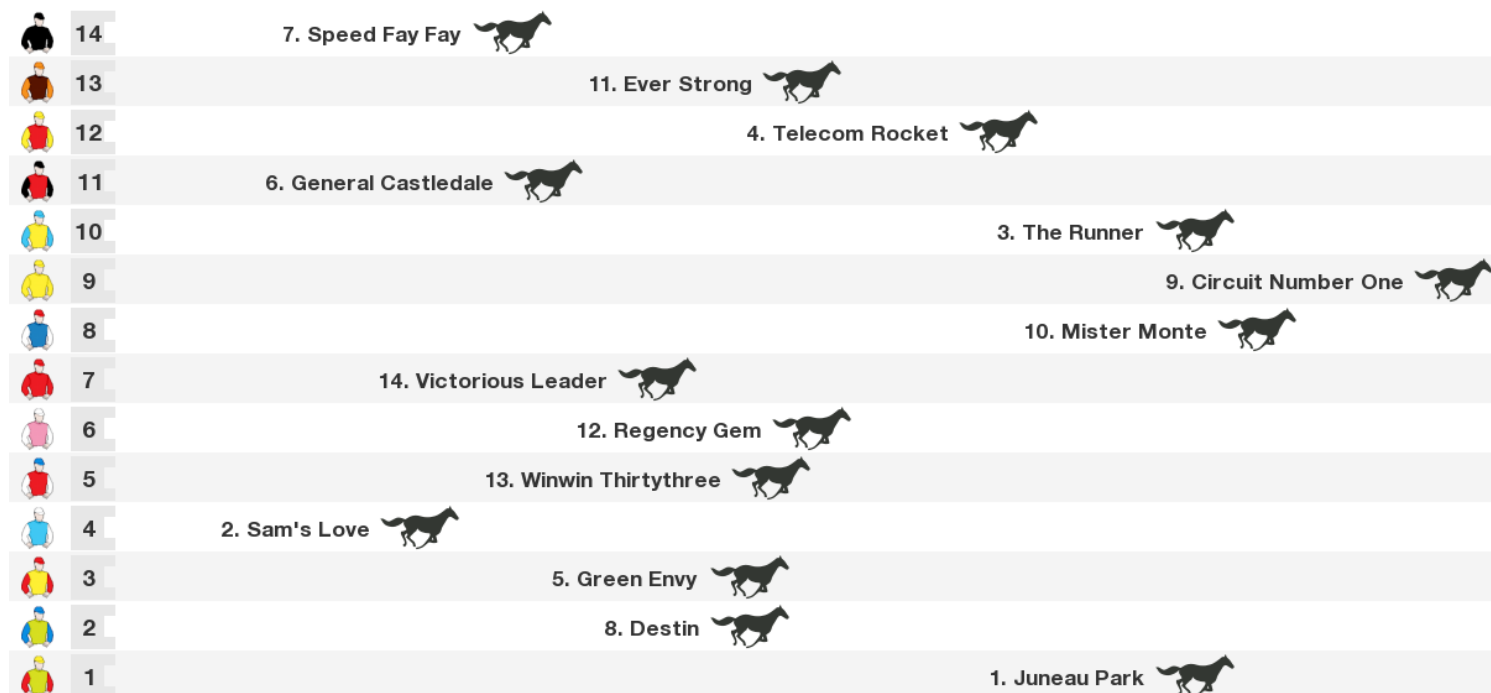 14 7. Speed Fay Fay
13 11. Ever Strong
12 4. Telecom Rocket
11 6. General Castledale
10 3. The Runner
9 9. Circuit Number One
8 10. Mister Monte
7 14. Victorious Leader
6 12. Regency Gem
5 13. Winwin Thirtythree
4 2. Sam's Love
3 5. Green Envy
2 8. Destin
1 1. Juneau Park